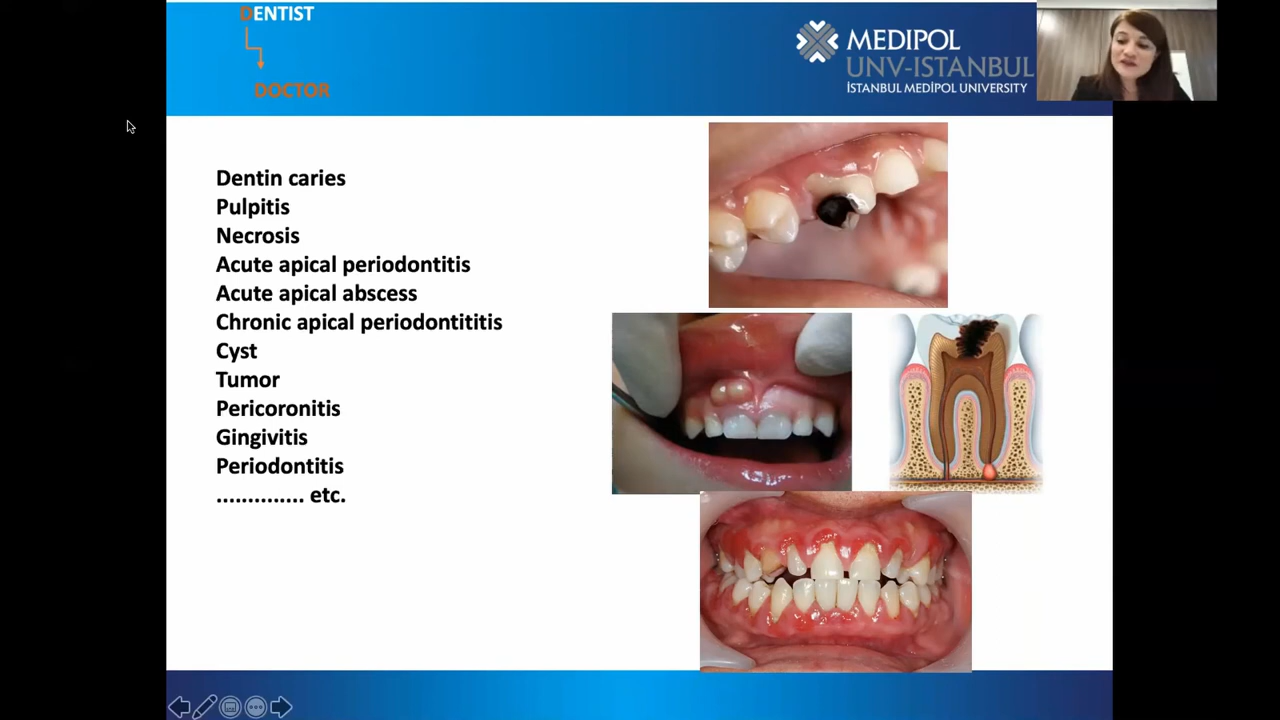 DENTIST
DOCTOR
MEDIPOL
UNV-ISTANBUL
İSTANBUL MEDİPOL UNIVERSITY
Dentin caries
Pulpitis
Necrosis
Acute apical periodontitis
Acute apical abscess
Chronic apical periodontititis
Cyst
Tumor
Pericoronitis
Gingivitis
Periodontitis
.............. etc.